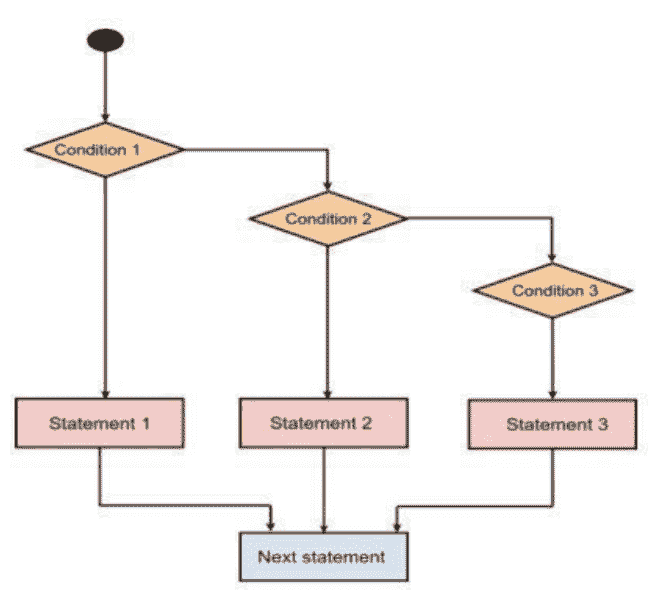 Condition 1
Condition 2
Condition 3
Statement 1
Statement 2
Statement 3
Next statement